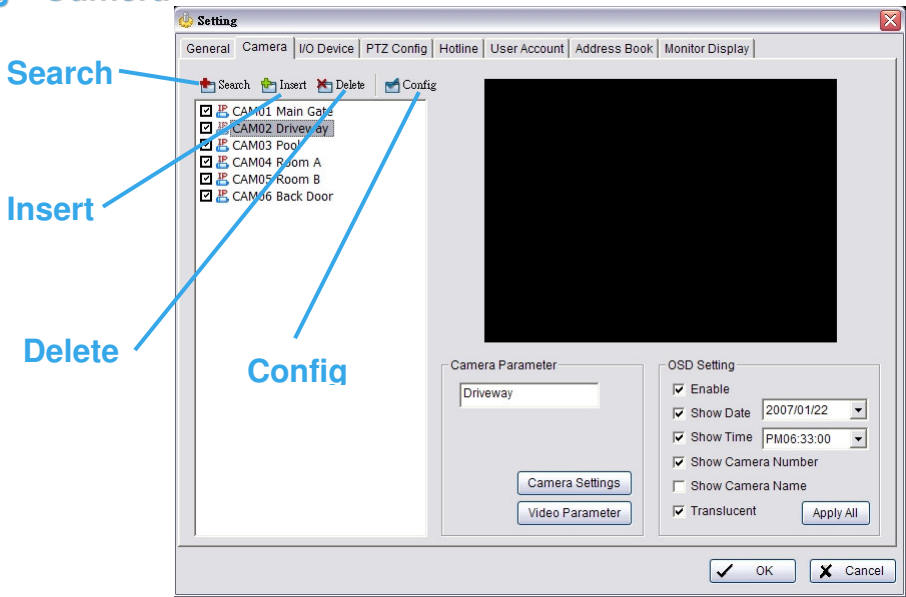 Setting
General Camera I/O Device PTZ Config Hotline User Account Address Book Monitor Display
Search
Search Insert Delete Config
CAM01 Main Gate
CAM02 Driveway
CAM03 Pool
CAM04 Room A
CAM05 Room B
CAM06 Back Door
Insert
Delete
Config
Camera Parameter
Driveway
Camera Settings
Video Parameter
OSD Setting
Enable
Show Date 2007/01/22
Show Time PM06:33:00
Show Camera Number
Show Camera Name
Translucent Apply All
OK Cancel